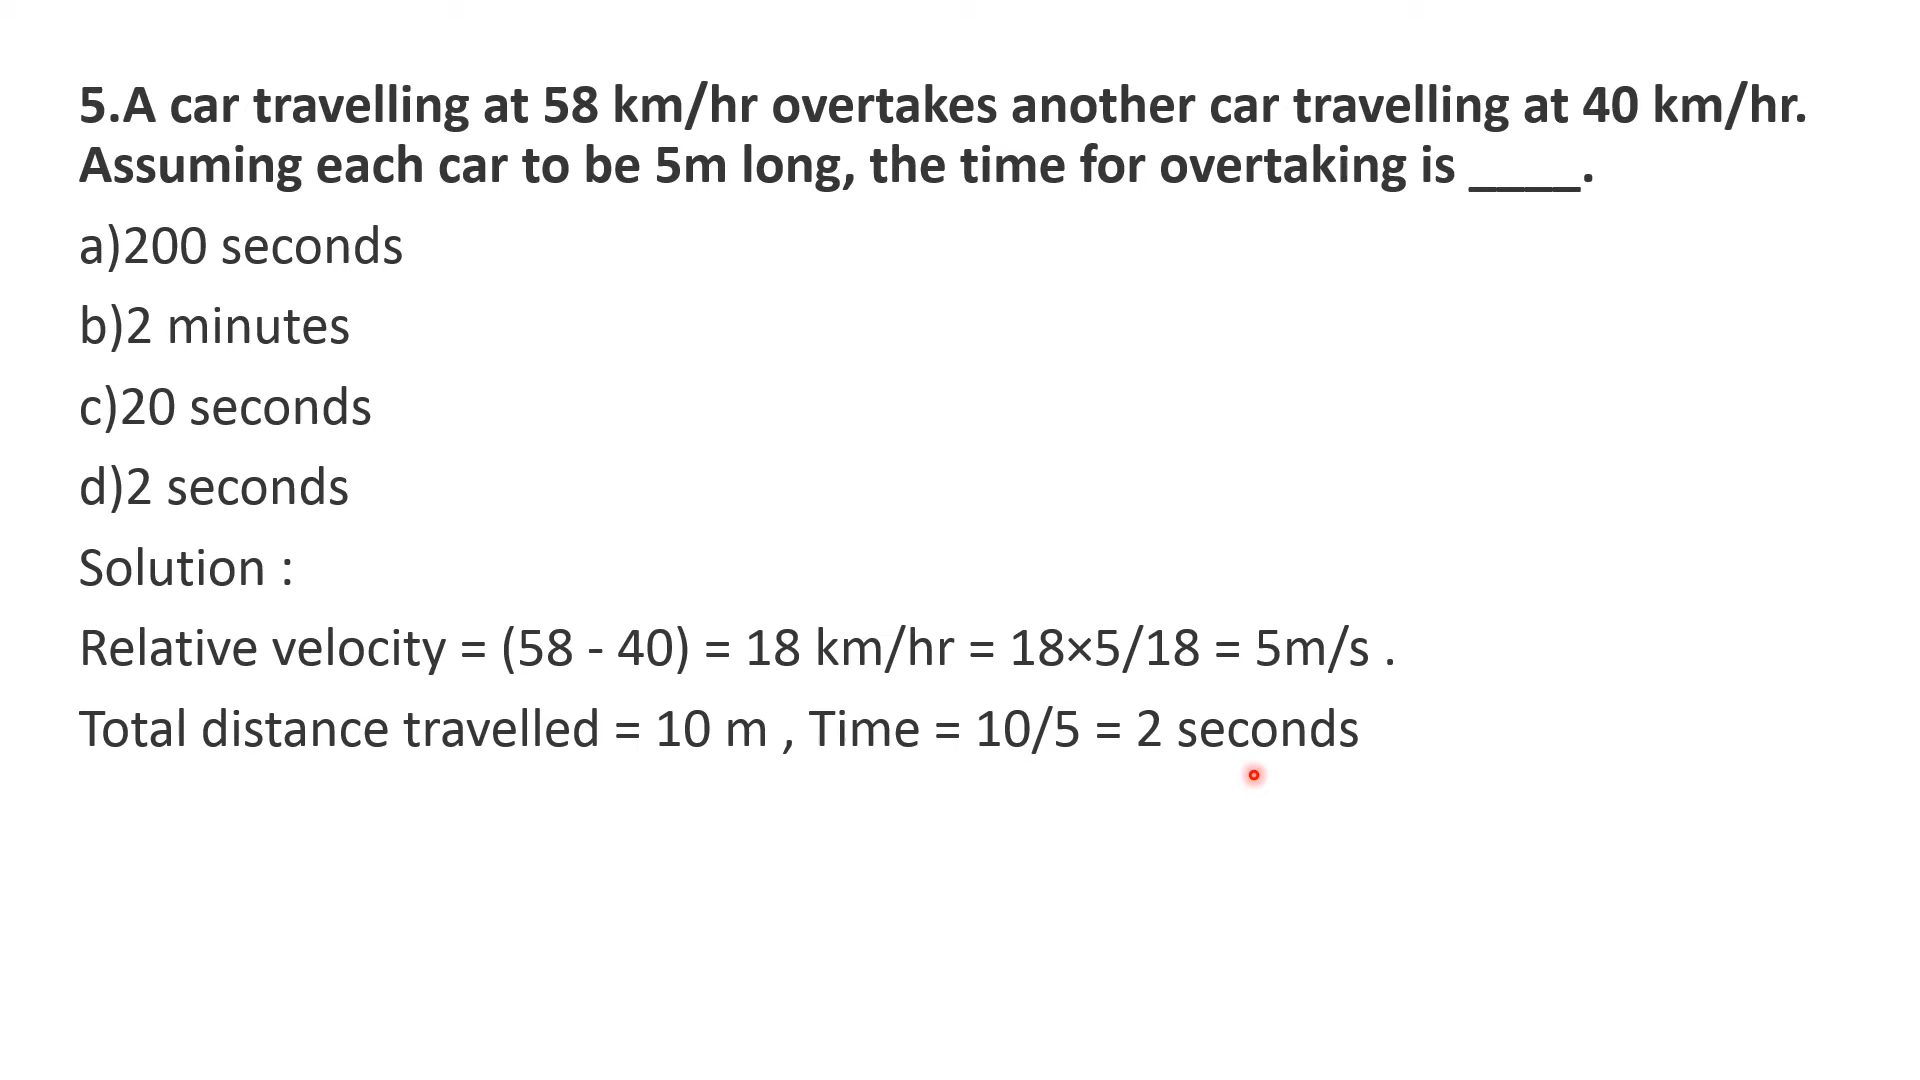 5.A car travelling at 58 km/hr overtakes another car travelling at 40 km/hr.
Assuming each car to be 5m long, the time for overtaking is ____.
a)200 seconds
b)2 minutes
c)20 seconds
d)2 seconds
Solution :
Relative velocity = (58 - 40) = 18 km/hr = 18×5/18 = 5m/s .
Total distance travelled = 10 m , Time = 10/5 = 2 seconds